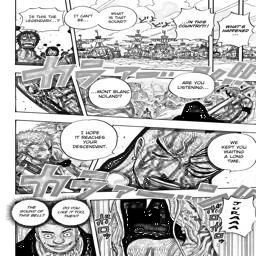 WHAT'S
HAPPENED
...IN THIS
COUNTRY?!
WHAT
IS THAT
SOUND?
IT CAN'T
BE...
IS THIS THE
LEGENDARY...?
ARE YOU
LISTENING...
...MONT BLANC
NOLAND?
WE
KEPT YOU
WAITING
A LONG
TIME.
I HOPE
IT REACHES
YOUR
DESCENDANT.
DO YOU
LIKE IT TOO,
THEN?
THE
SOUND OF
THIS BELL?